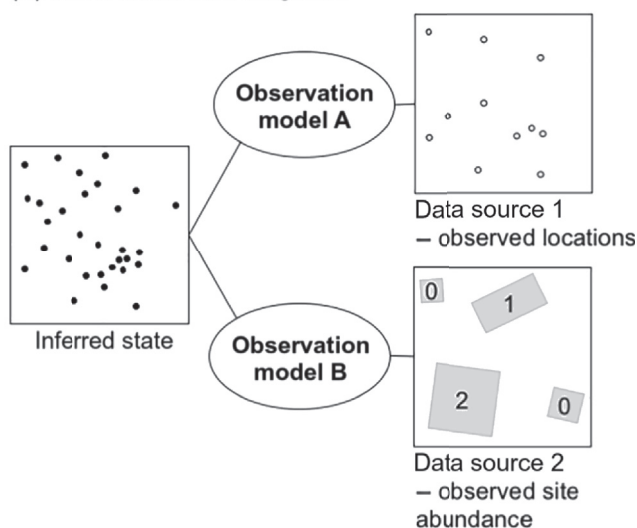 Observation
model A
Data source 1
– observed locations
Inferred state
Observation
model B
0
1
2
0
Data source 2
– observed site
abundance